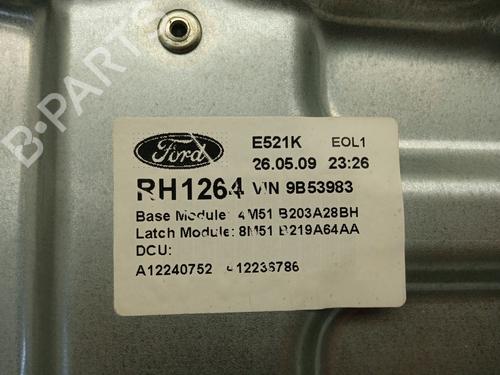 B-PARTS
Ford
E521K EOL1
26.05.09 23:26
RH1264 VIN 9B53983
Base Module: 4M51 B203A28BH
Latch Module: 8M51 B219A64AA
DCU:
A12240752 412236786